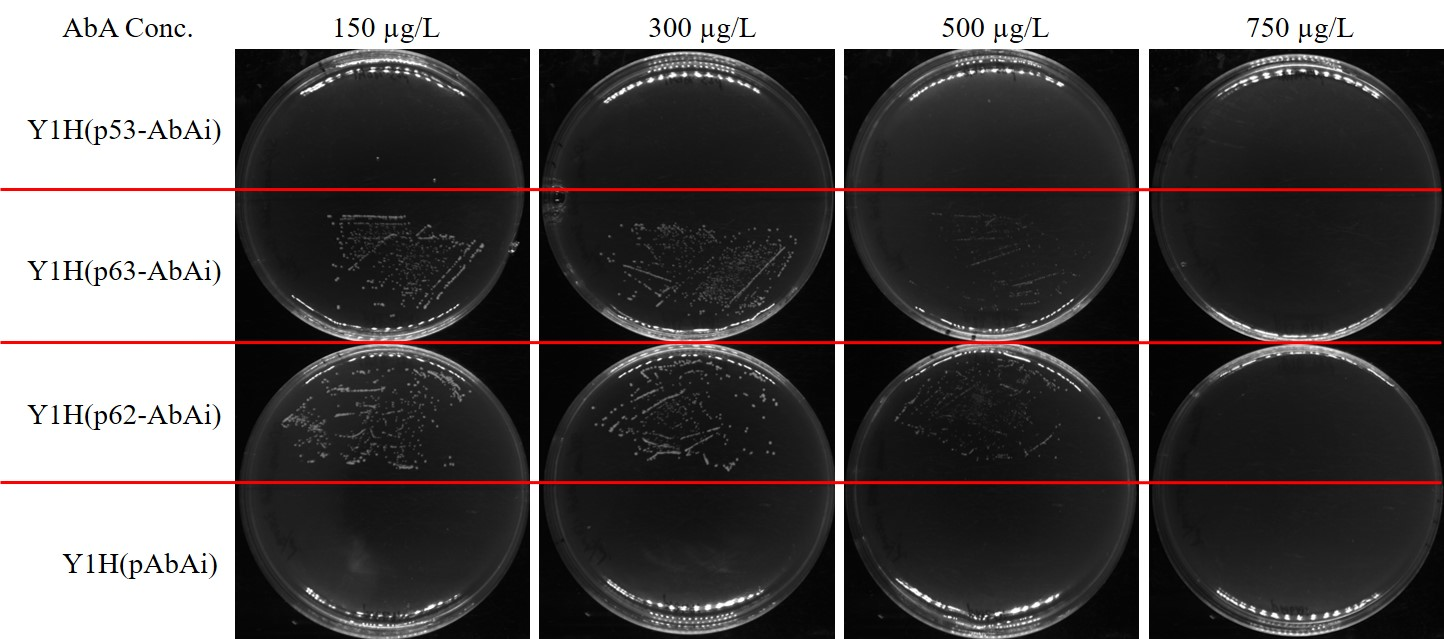 AbA Conc. 150 µg/L 300 µg/L 500 µg/L 750 µg/L
Y1H(p53-AbAi)
Y1H(p63-AbAi)
Y1H(p62-AbAi)
Y1H(pAbAi)